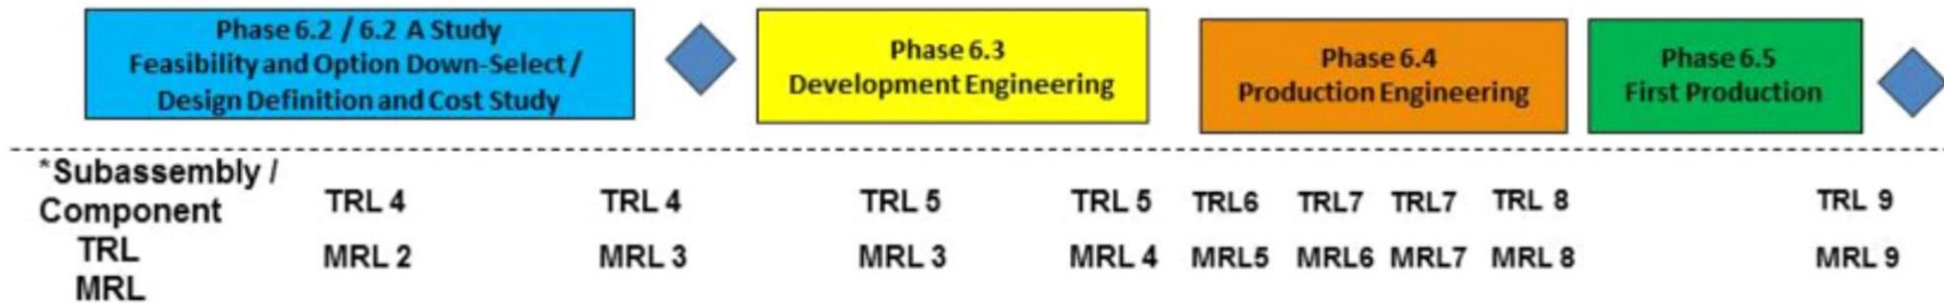 Phase 6.2 / 6.2 A Study
Feasibility and Option Down-Select /
Design Definition and Cost Study
Phase 6.3
Development Engineering
Phase 6.4
Production Engineering
Phase 6.5
First Production
*Subassembly /
Component
TRL
MRL
TRL 4 TRL 4 TRL 5 TRL 5 TRL6 TRL7 TRL7 TRL 8 TRL 9
MRL 2 MRL 3 MRL 3 MRL 4 MRL5 MRL6 MRL7 MRL 8 MRL 9